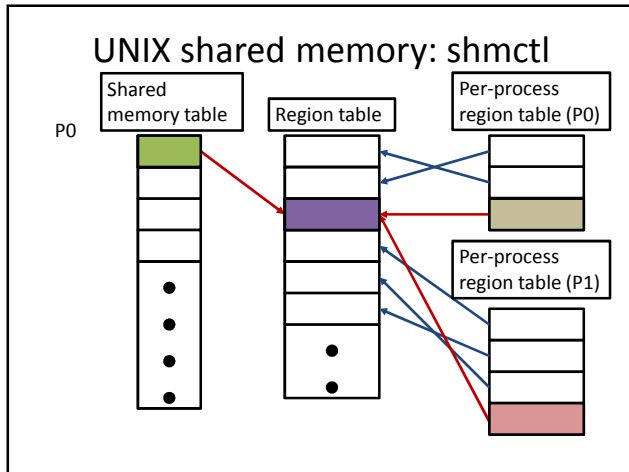 UNIX shared memory: shmctl
Shared
memory table
Region table
Per-process
region table (P0)
P0
Per-process
region table (P1)